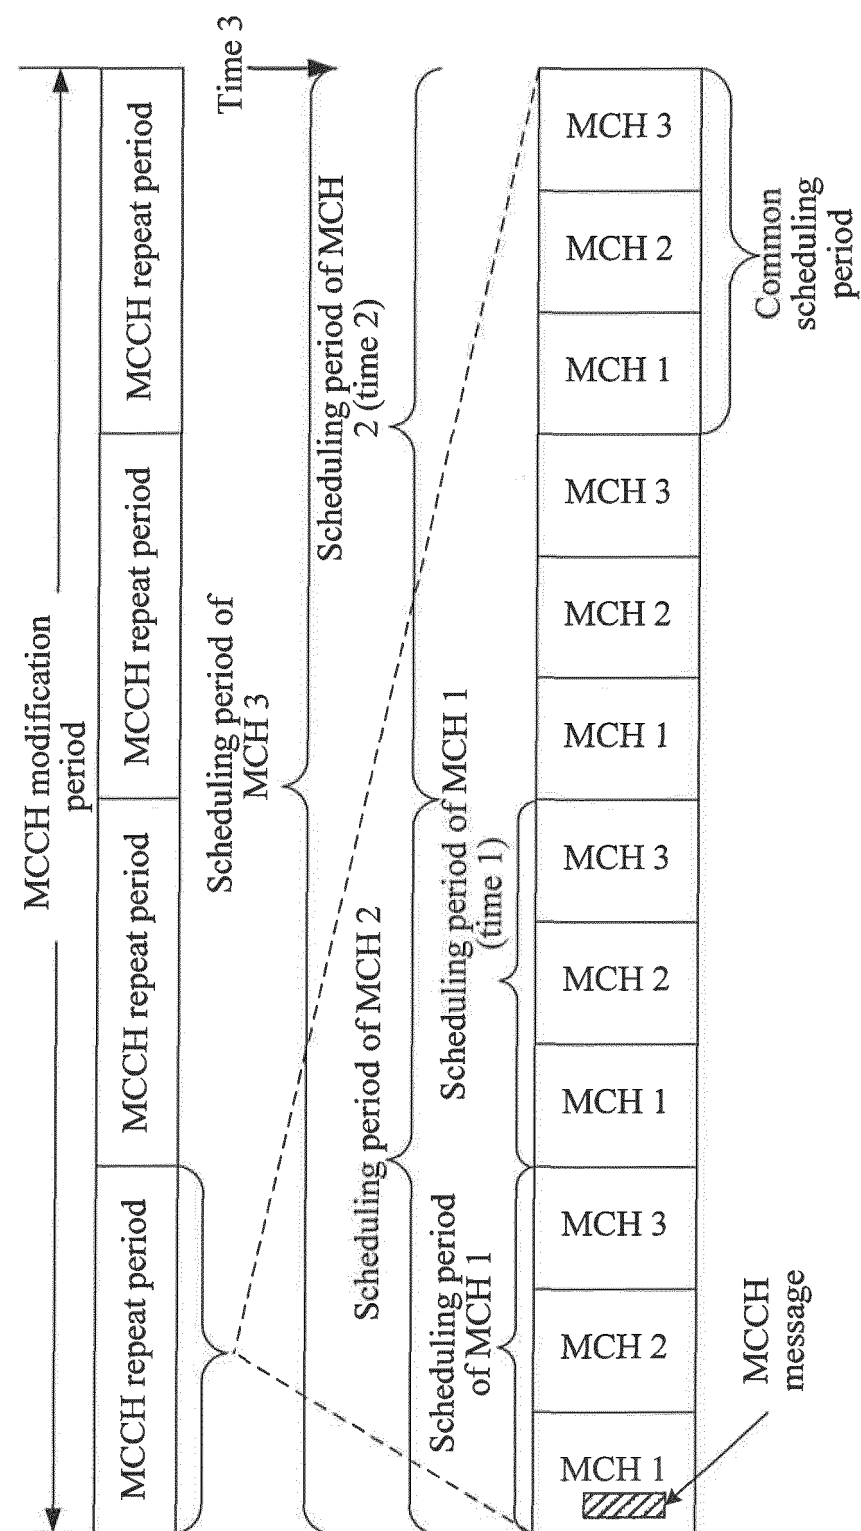 MCCH modification
period
MCCH repeat period
MCCH repeat period
MCCH repeat period
MCCH repeat period
Time 3
Scheduling period of
MCH 3
Scheduling period of MCH 2
Scheduling period of MCH
2 (time 2)
Scheduling period
of MCH 1
Scheduling period of MCH 1
(time 1)
MCH 1
MCH 2
MCH 3
MCH 1
MCH 2
MCH 3
MCH 1
MCH 2
MCH 3
MCH 1
MCH 2
MCH 3
MCCH
message
Common
scheduling
period